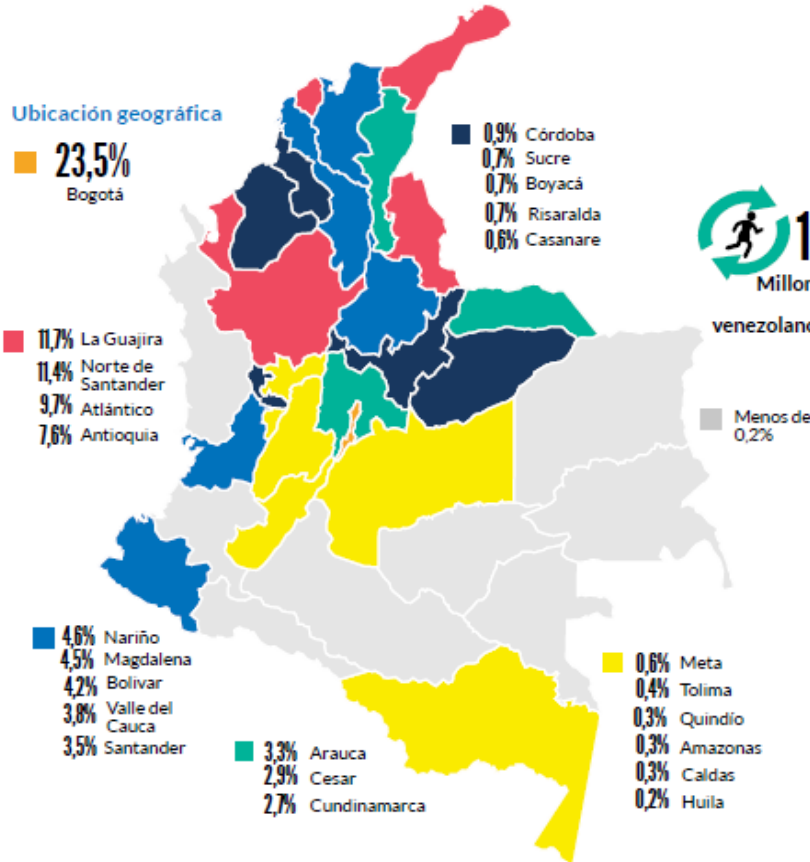 Ubicación geográfica
23,5%
Bogotá
0,9% Córdoba
0,7% Sucre
0,7% Boyacá
0,7% Risaralda
0,6% Casanare
1
Millon
venezolano
11,7% La Guajira
11,4% Norte de
Santander
9,7% Atlántico
7,6% Antioquia
Menos de
0,2%
4,6% Nariño
4,5% Magdalena
4,2% Bolivar
3,8% Valle del
Cauca
3,5% Santander
3,3% Arauca
2,9% Cesar
2,7% Cundinamarca
0,6% Meta
0,4% Tolima
0,3% Quindío
0,3% Amazonas
0,3% Caldas
0,2% Huila